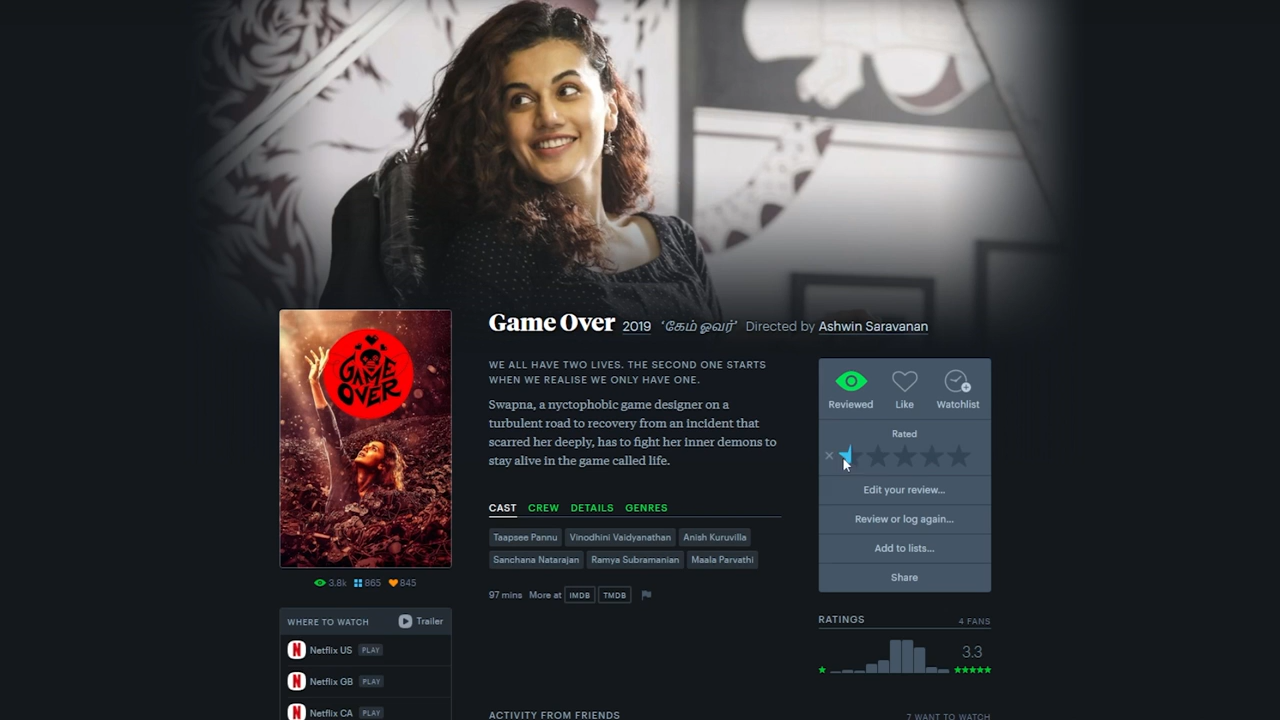 Game Over 2019 ‘கேம் ஓவர்’ Directed by Ashwin Saravanan
WE ALL HAVE TWO LIVES. THE SECOND ONE STARTS
WHEN WE REALISE WE ONLY HAVE ONE.
Swapna, a nyctophobic game designer on a
turbulent road to recovery from an incident that
scarred her deeply, has to fight her inner demons to
stay alive in the game called life.
GAME
OVER
CAST CREW DETAILS GENRES
Taapsee Pannu Vinodhini Vaidyanathan Anish Kuruvilla
Sanchana Natarajan Ramya Subramanian Maala Parvathi
97 mins More at IMDB TMDB
3.8k 865 845
WHERE TO WATCH Trailer
Netflix US PLAY
Netflix GB PLAY
Netflix CA PLAY
Reviewed Like Watchlist
Rated
Edit your review...
Review or log again...
Add to lists...
Share
RATINGS 4 FANS
3.3
ACTIVITY FROM FRIENDS 7 WANT TO WATCH